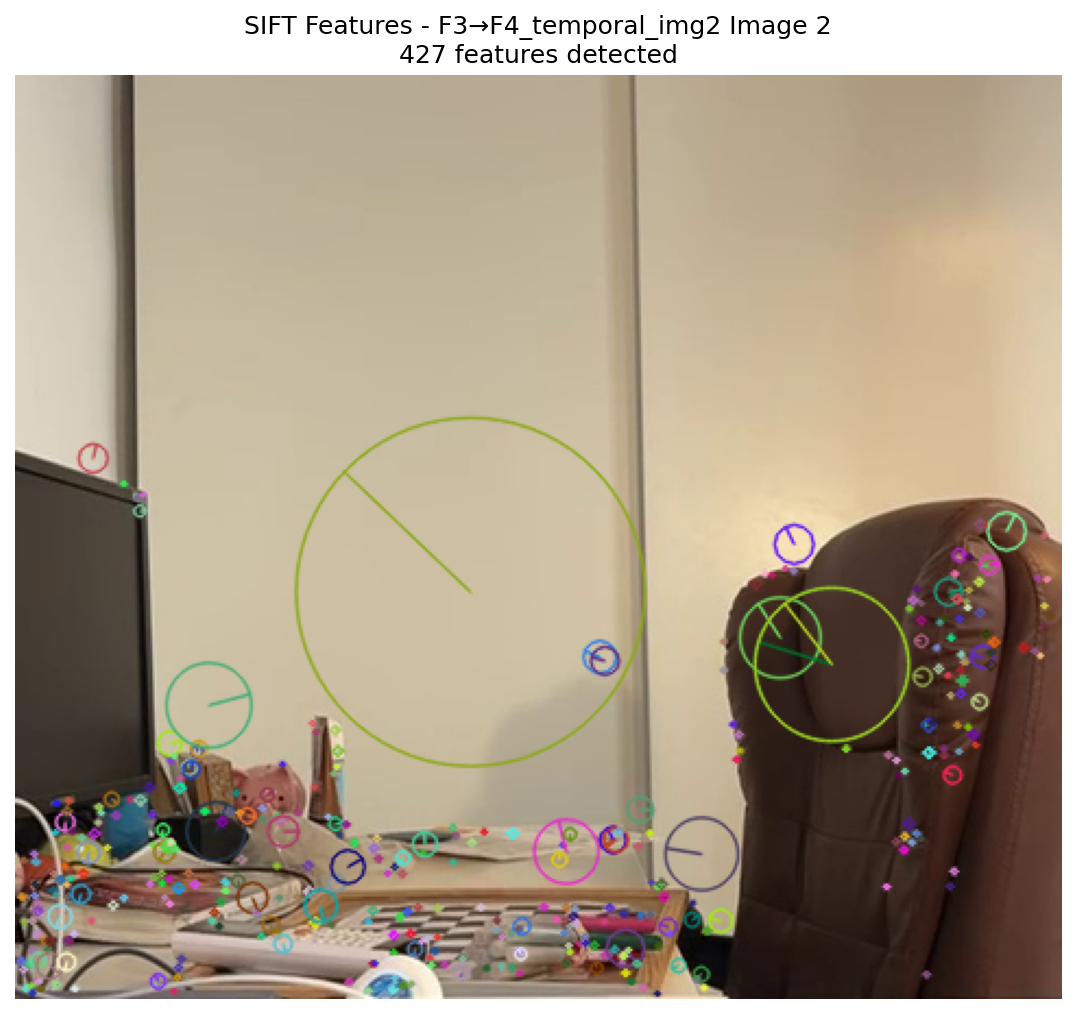 SIFT Features - F3→F4_temporal_img2 Image 2
427 features detected